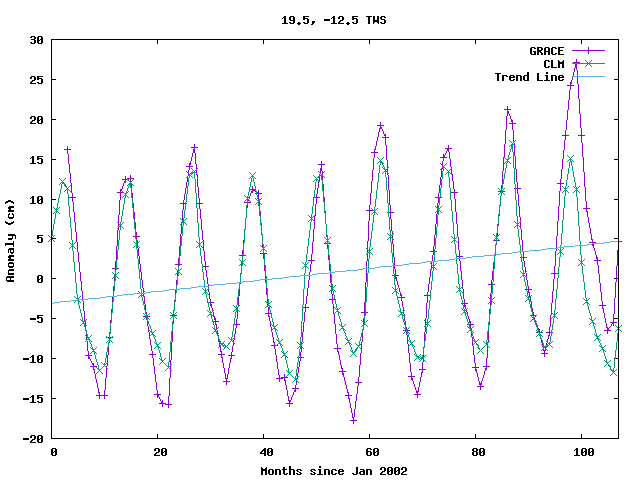 19.5, -12.5 TWS
GRACE
CLM
Trend Line
30
25
20
15
10
5
0
-5
-10
-15
-20
Anomaly (cm)
0 20 40 60 80 100
Months since Jan 2002